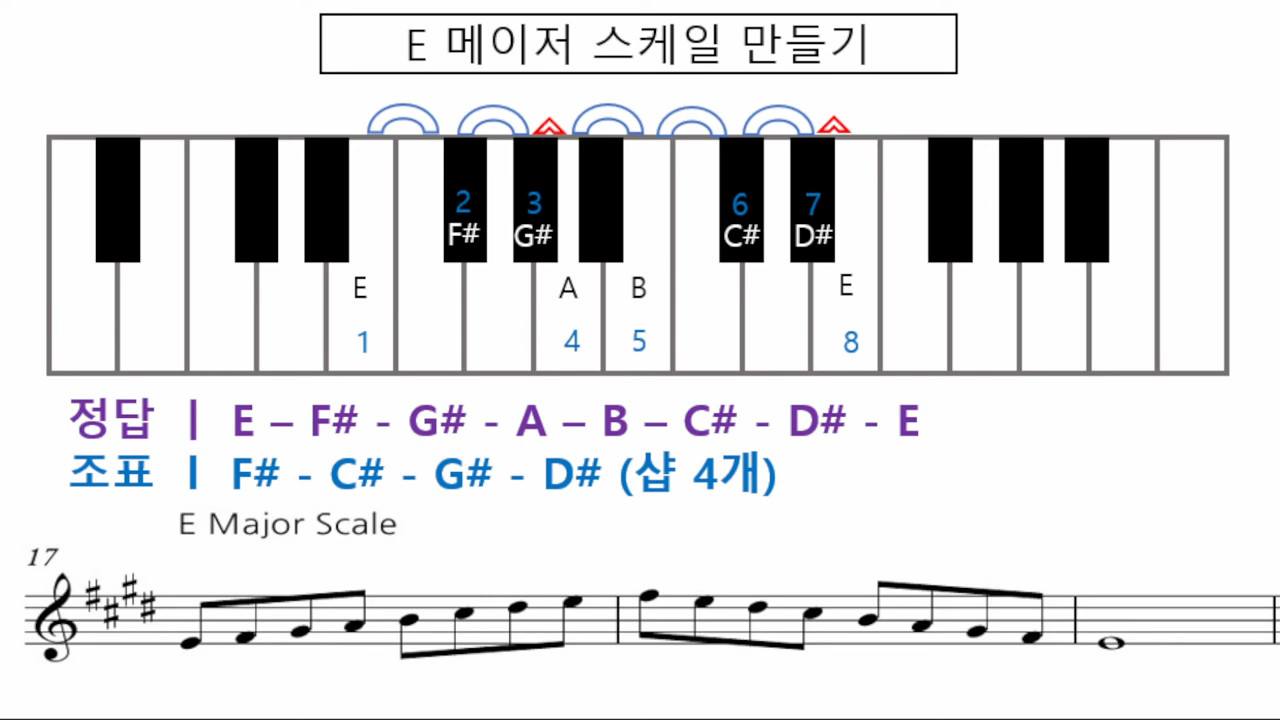 E 메이저 스케일 만들기
2 3 6 7
F# G# C# D#
E A B E
1 4 5 8
정답 | E – F# - G# - A – B – C# - D# - E
조표 | F# - C# - G# - D# (샵 4개)
E Major Scale
17